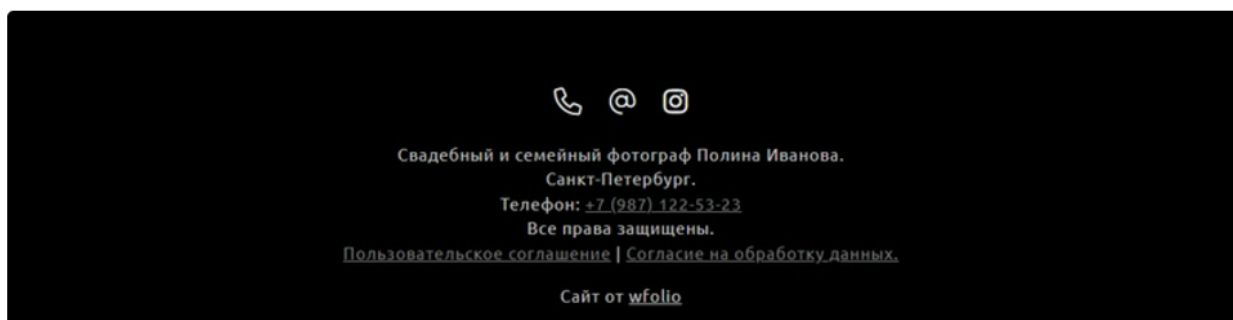 Свадебный и семейный фотограф Полина Иванова.
Санкт-Петербург.
Телефон: +7 (987) 122-53-23
Все права защищены.
Пользовательское соглашение | Согласие на обработку данных.
Сайт от wfolio